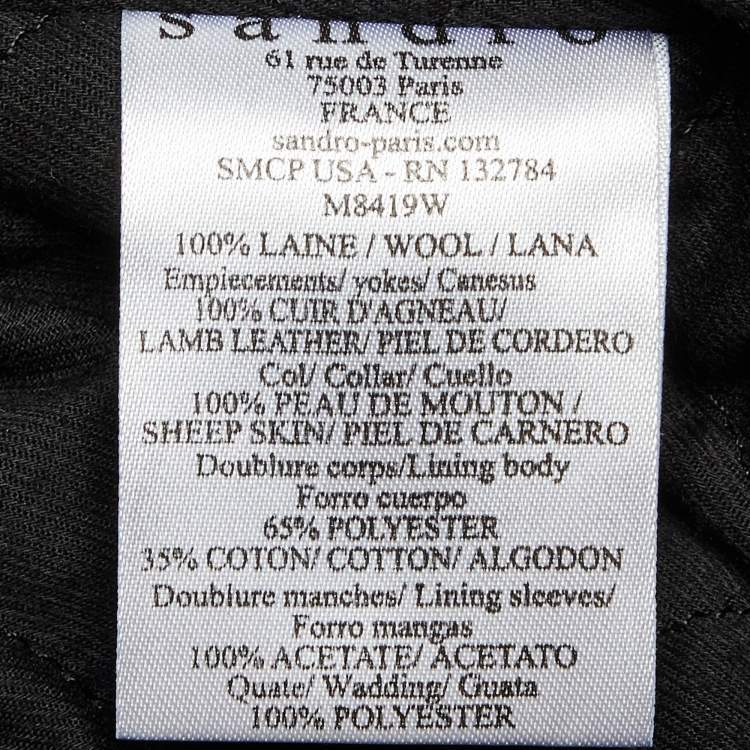 sandro
61 rue de Turenne
75003 Paris
FRANCE
sandro-paris.com
SMCP USA - RN 132784
M8419W
100% LAINE / WOOL / LANA
Empiecements/ yokes/ Canesus
100% CUIR D'AGNEAU/
LAMB LEATHER/ PIEL DE CORDERO
Col/ Collar/ Cuello
100% PEAU DE MOUTON /
SHEEP SKIN/ PIEL DE CARNERO
Doublure corps/Lining body
Forro cuerpo
65% POLYESTER
35% COTON/ COTTON/ ALGODON
Doublure manches/ Lining sleeves/
Forro mangas
100% ACETATE/ ACETATO
Quate/ Wadding/ Guata
100% POLYESTER